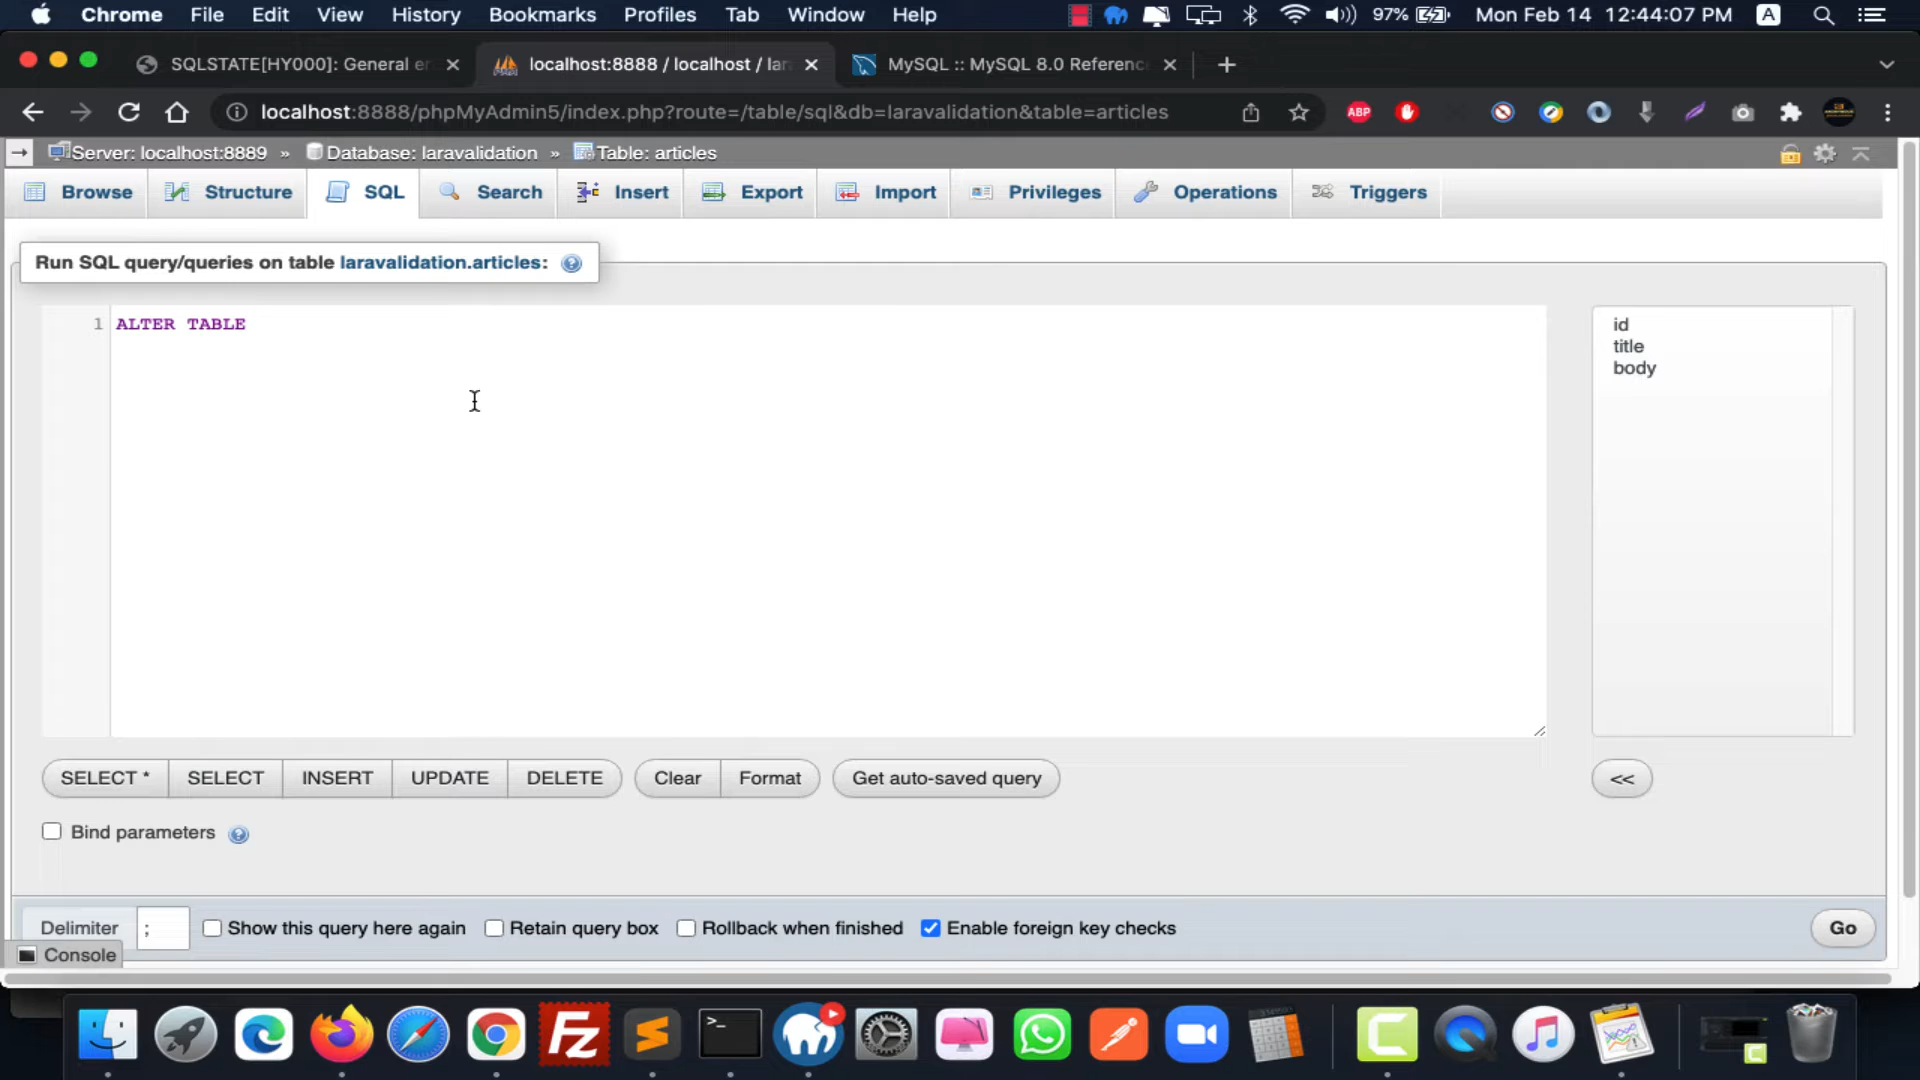 Chrome File Edit View History Bookmarks Profiles Tab Window Help 97% Mon Feb 14 12:44:07 PM A
SQLSTATE[HY000]: General er localhost:8888 / localhost / lar MySQL :: MySQL 8.0 Referenc
localhost:8888/phpMyAdmin5/index.php?route=/table/sql&db=laravalidation&table=articles ABP
Server: localhost:8889 » Database: laravalidation » Table: articles
Browse Structure SQL Search Insert Export Import Privileges Operations Triggers
Run SQL query/queries on table laravalidation.articles:
1 ALTER TABLE
id
title
body
SELECT * SELECT INSERT UPDATE DELETE Clear Format Get auto-saved query <<
Bind parameters
Delimiter ; Show this query here again Retain query box Rollback when finished Enable foreign key checks Go
Console
Fz